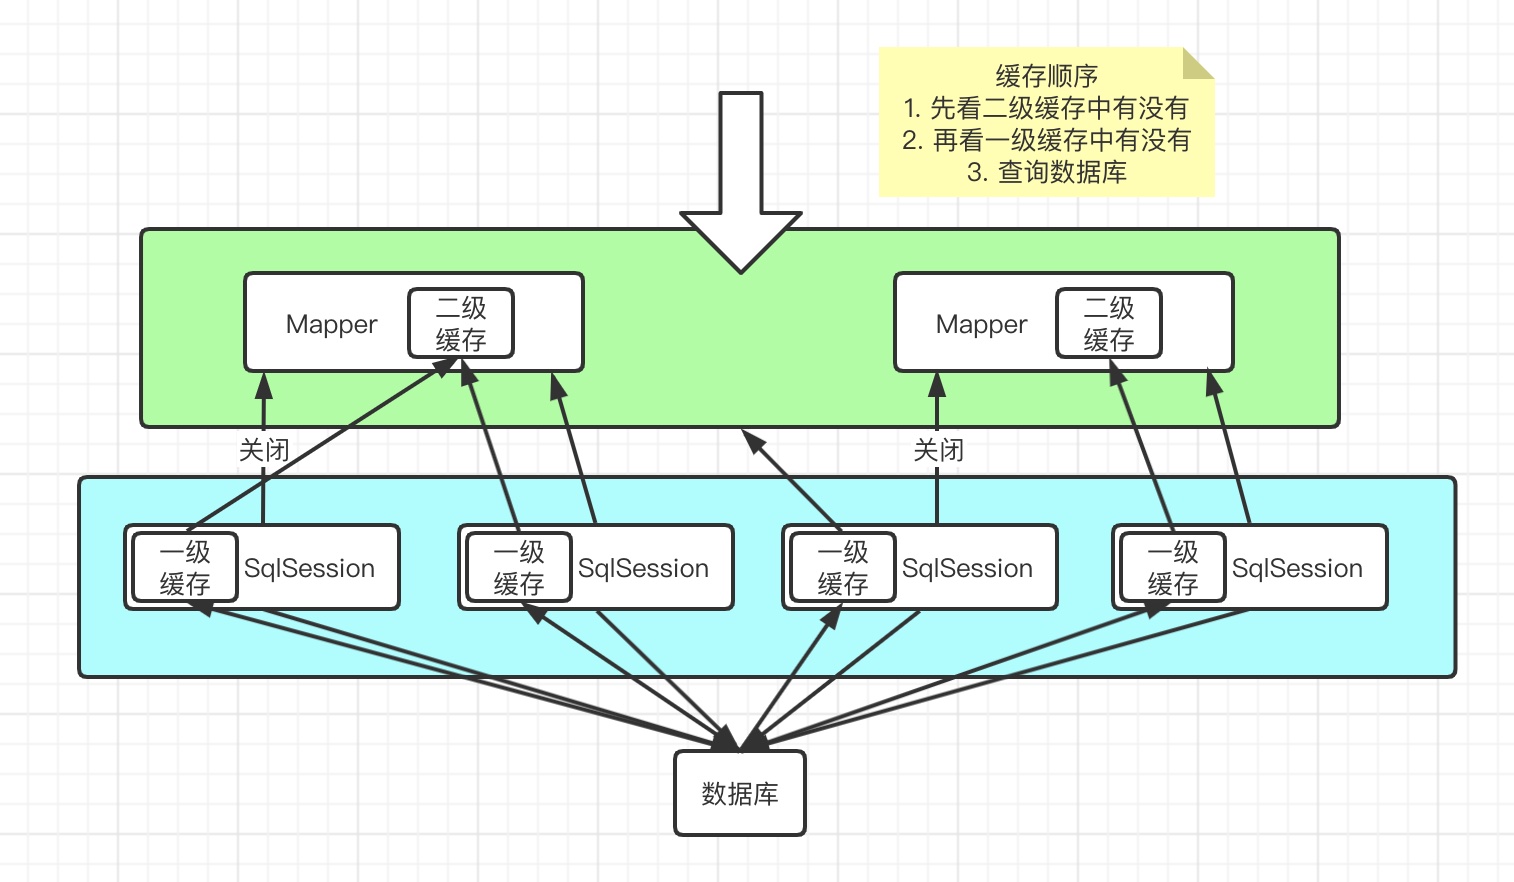 缓存顺序
1. 先看二级缓存中有没有
2. 再看一级缓存中有没有
3. 查询数据库
Mapper
二级
缓存
Mapper
二级
缓存
关闭
关闭
一级
缓存
SqlSession
一级
缓存
SqlSession
一级
缓存
SqlSession
一级
缓存
SqlSession
数据库